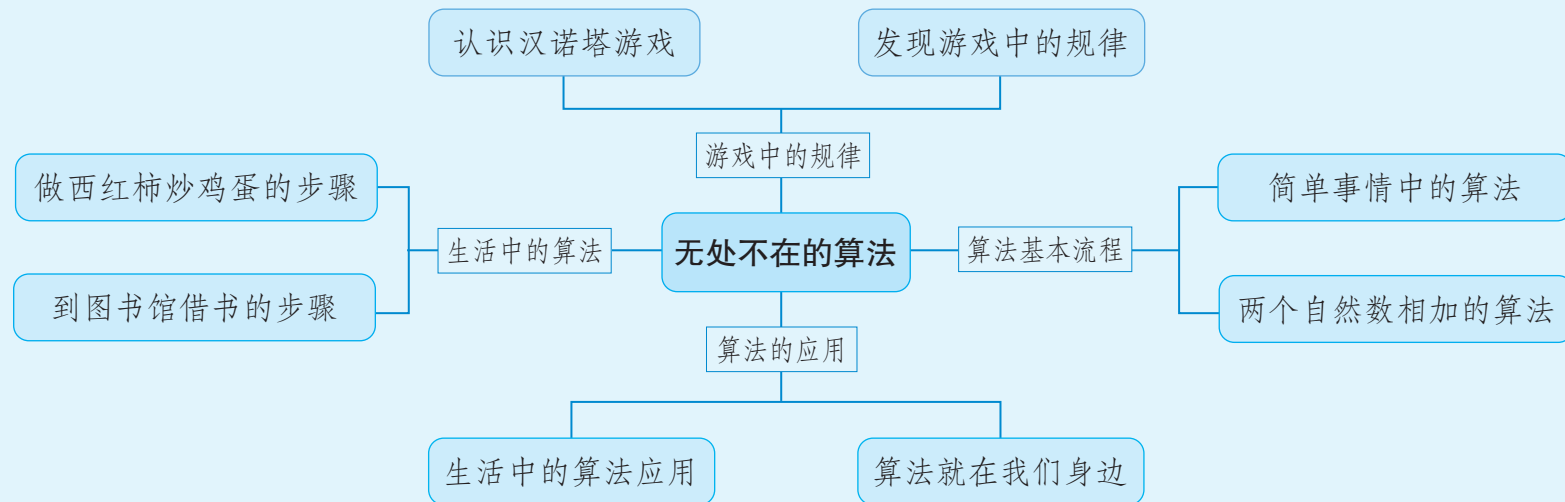 认识汉诺塔游戏
发现游戏中的规律
游戏中的规律
做西红柿炒鸡蛋的步骤
简单事情中的算法
生活中的算法
无处不在的算法
算法基本流程
到图书馆借书的步骤
两个自然数相加的算法
算法的应用
生活中的算法应用
算法就在我们身边